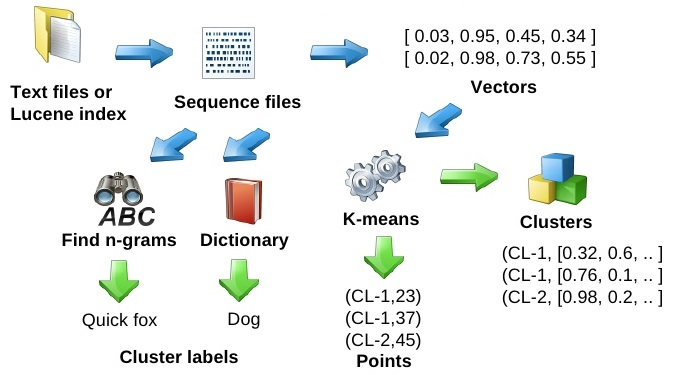 [ 0.03, 0.95, 0.45, 0.34 ]
[ 0.02, 0.98, 0.73, 0.55 ]
Text files or
Lucene index
Sequence files
Vectors
ABC
Find n-grams
Dictionary
K-means
Clusters
(CL-1, [0.32, 0.6, .. ]
(CL-1, [0.76, 0.1, .. ]
(CL-2, [0.98, 0.2, .. ]
Quick fox
Dog
(CL-1,23)
(CL-1,37)
(CL-2,45)
Cluster labels
Points